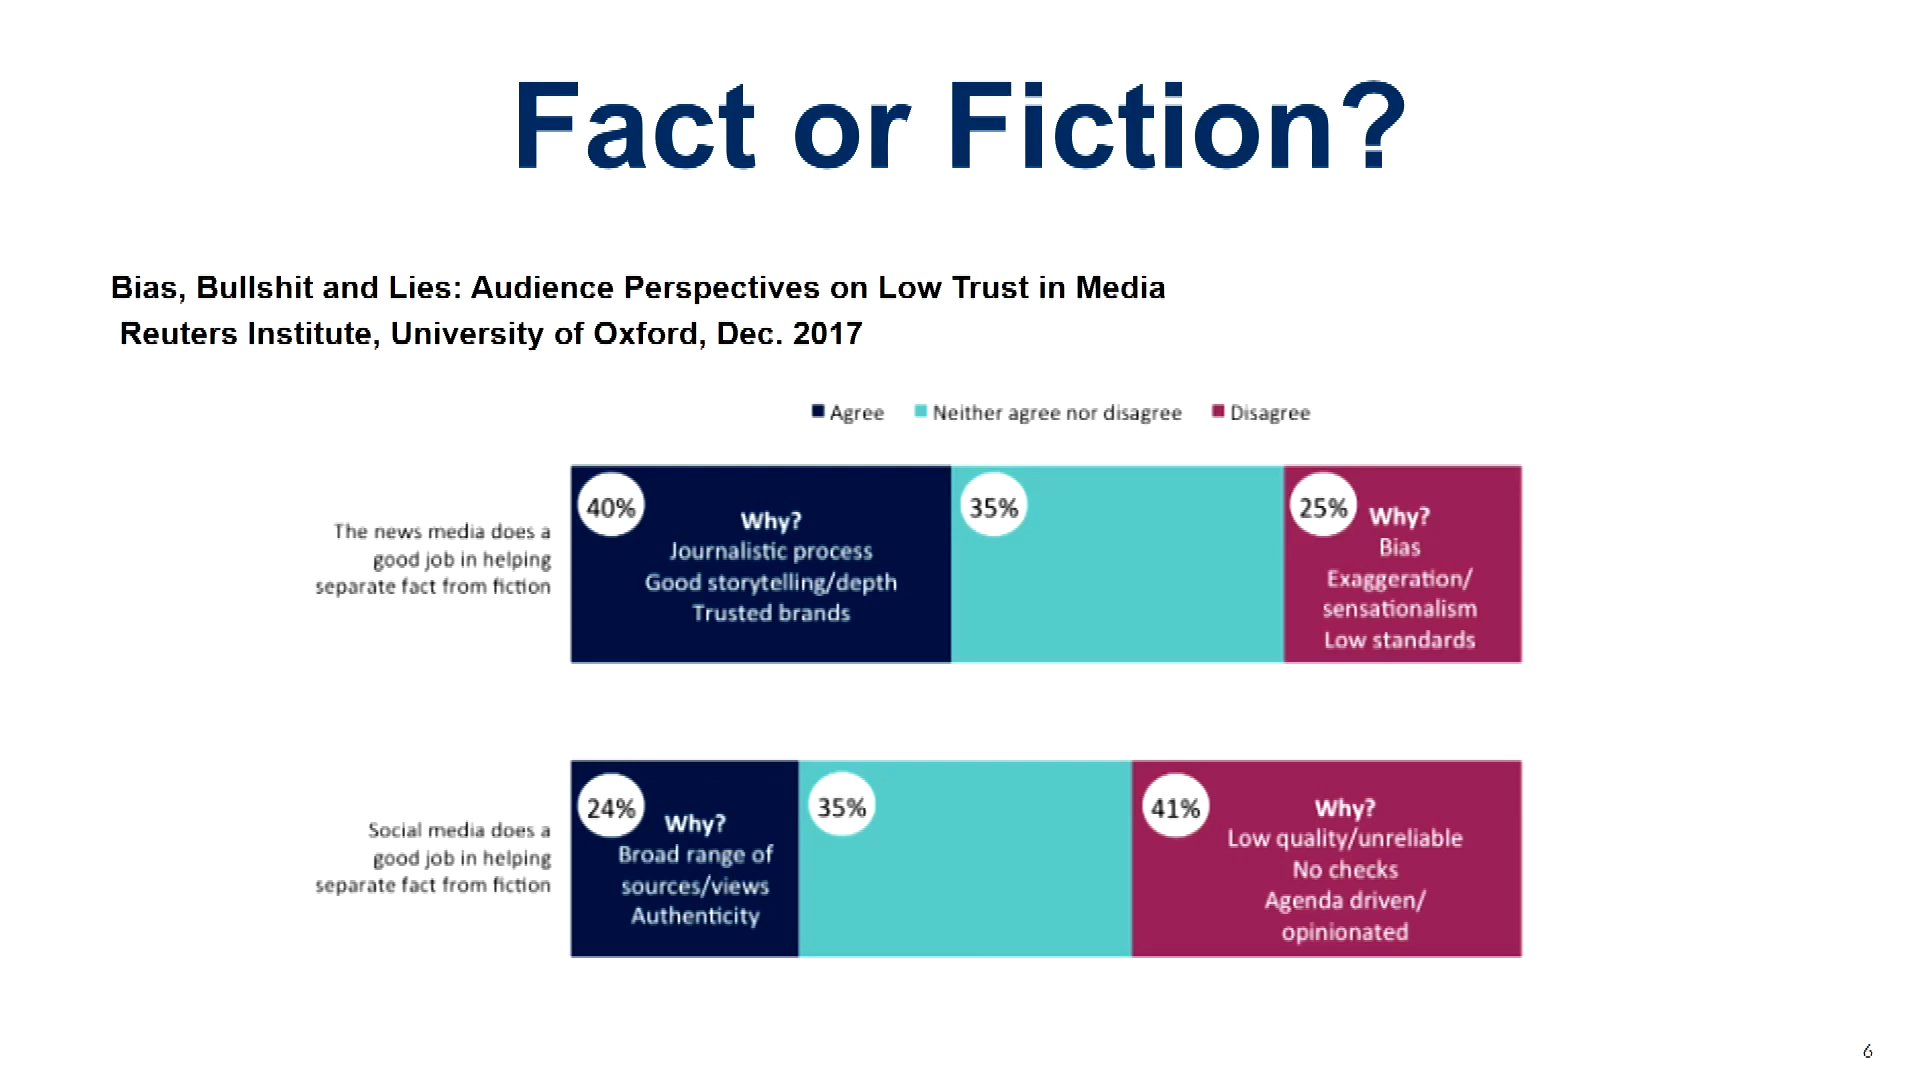 Fact or Fiction?
Bias, Bullshit and Lies: Audience Perspectives on Low Trust in Media
Reuters Institute, University of Oxford, Dec. 2017
Agree Neither agree nor disagree Disagree
The news media does a
good job in helping
separate fact from fiction
40%
Why?
Journalistic process
Good storytelling/depth
Trusted brands
35%
25%
Why?
Bias
Exaggeration/
sensationalism
Low standards
Social media does a
good job in helping
separate fact from fiction
24%
Why?
Broad range of
sources/views
Authenticity
35%
41%
Why?
Low quality/unreliable
No checks
Agenda driven/
opinionated
6